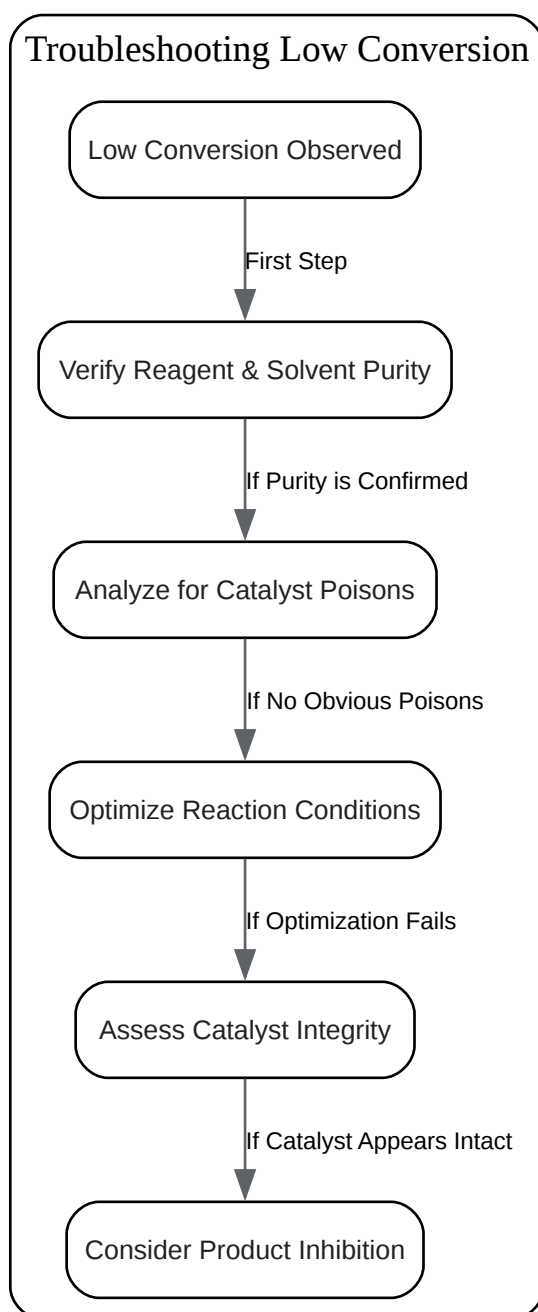 Troubleshooting Low Conversion
Low Conversion Observed
First Step
Verify Reagent & Solvent Purity
If Purity is Confirmed
Analyze for Catalyst Poisons
If No Obvious Poisons
Optimize Reaction Conditions
If Optimization Fails
Assess Catalyst Integrity
If Catalyst Appears Intact
Consider Product Inhibition